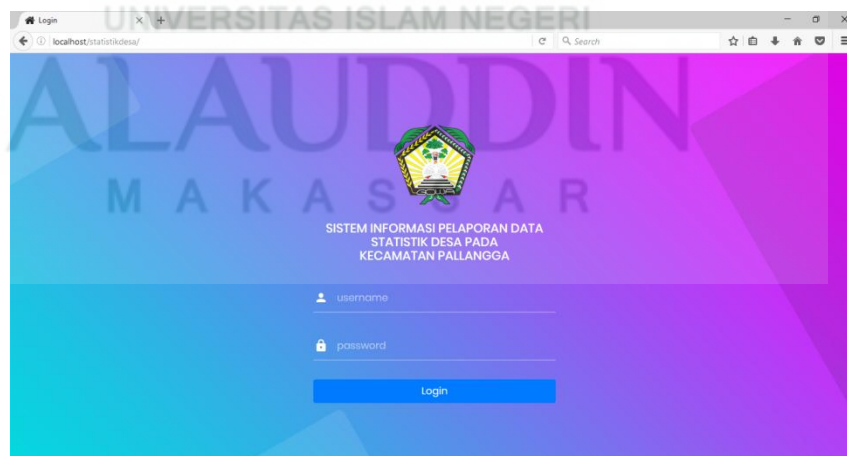 UNIVERSITAS ISLAM NEGERI
Login
localhost/statistikdesa/
Search
ALAUDDIN
MAKASSAR
SISTEM INFORMASI PELAPORAN DATA
STATISTIK DESA PADA
KECAMATAN PALLANGGA
username
password
Login